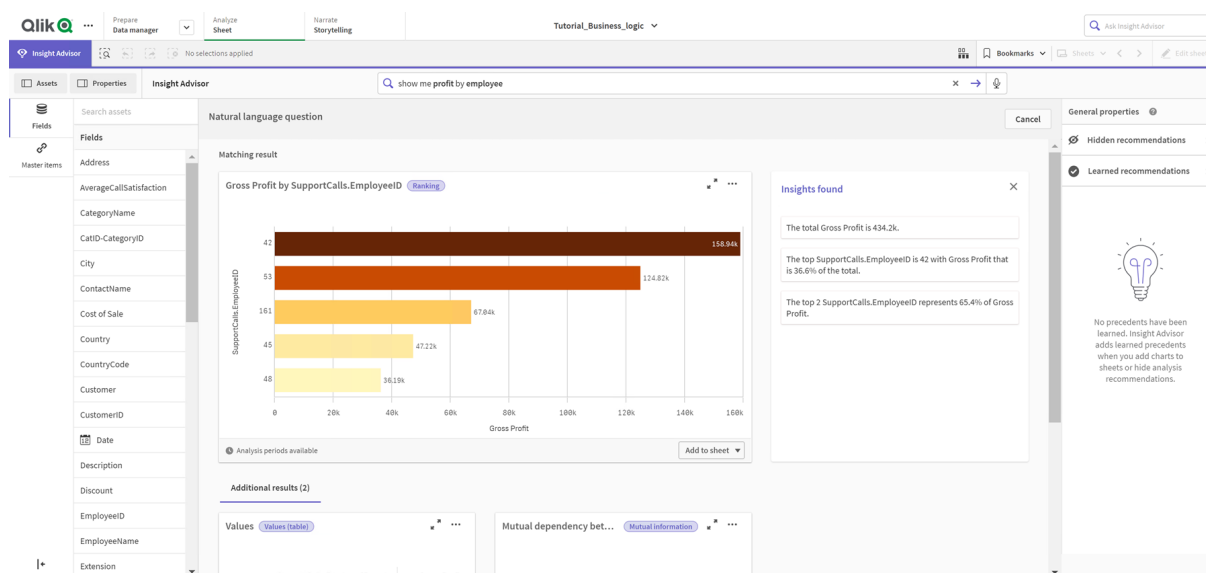 Qlik
Prepare
Data manager
Analyze
Sheet
Narrate
Storytelling
Tutorial_Business_logic
Ask Insight Advisor
Insight Advisor
No selections applied
Bookmarks
Sheets
Edit sheet
Assets
Properties
Insight Advisor
show me profit by employee
Fields
Master items
Search assets
Fields
Address
AverageCallSatisfaction
CategoryName
CatID-CategoryID
City
ContactName
Cost of Sale
Country
CountryCode
Customer
CustomerID
Date
Description
Discount
EmployeeID
EmployeeName
Extension
Natural language question
Cancel
Matching result
Gross Profit by SupportCalls.EmployeeID Ranking
SupportCalls.EmployeeID
42 158.94k
53 124.82k
161 67.04k
45 47.22k
48 36.19k
0 20k 40k 60k 80k 100k 120k 140k 160k
Gross Profit
Analysis periods available
Add to sheet
Insights found
The total Gross Profit is 434.2k.
The top SupportCalls.EmployeeID is 42 with Gross Profit that
is 36.6% of the total.
The top 2 SupportCalls.EmployeeID represents 65.4% of Gross
Profit.
Additional results (2)
Values Values (table)
Mutual dependency bet... Mutual information
General properties
Hidden recommendations
Learned recommendations
No precedents have been
learned. Insight Advisor
adds learned precedents
when you add charts to
sheets or hide analysis
recommendations.